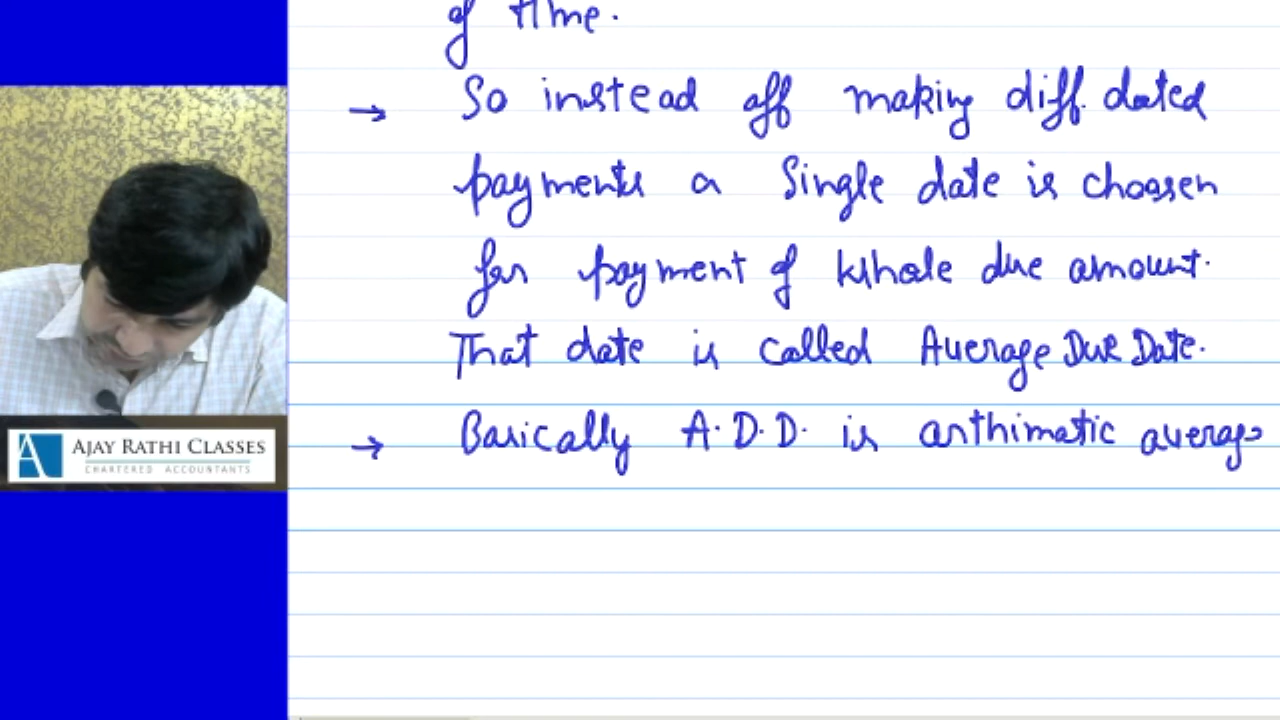 of time.
→ So instead off making diff. dated
payments a Single date is choosen
for payment of Whole due amount.
That date is called Average Due Date.
→ Basically A.D.D. is arthimatic average
AJAY RATHI CLASSES
CHARTERED ACCOUNTANTS